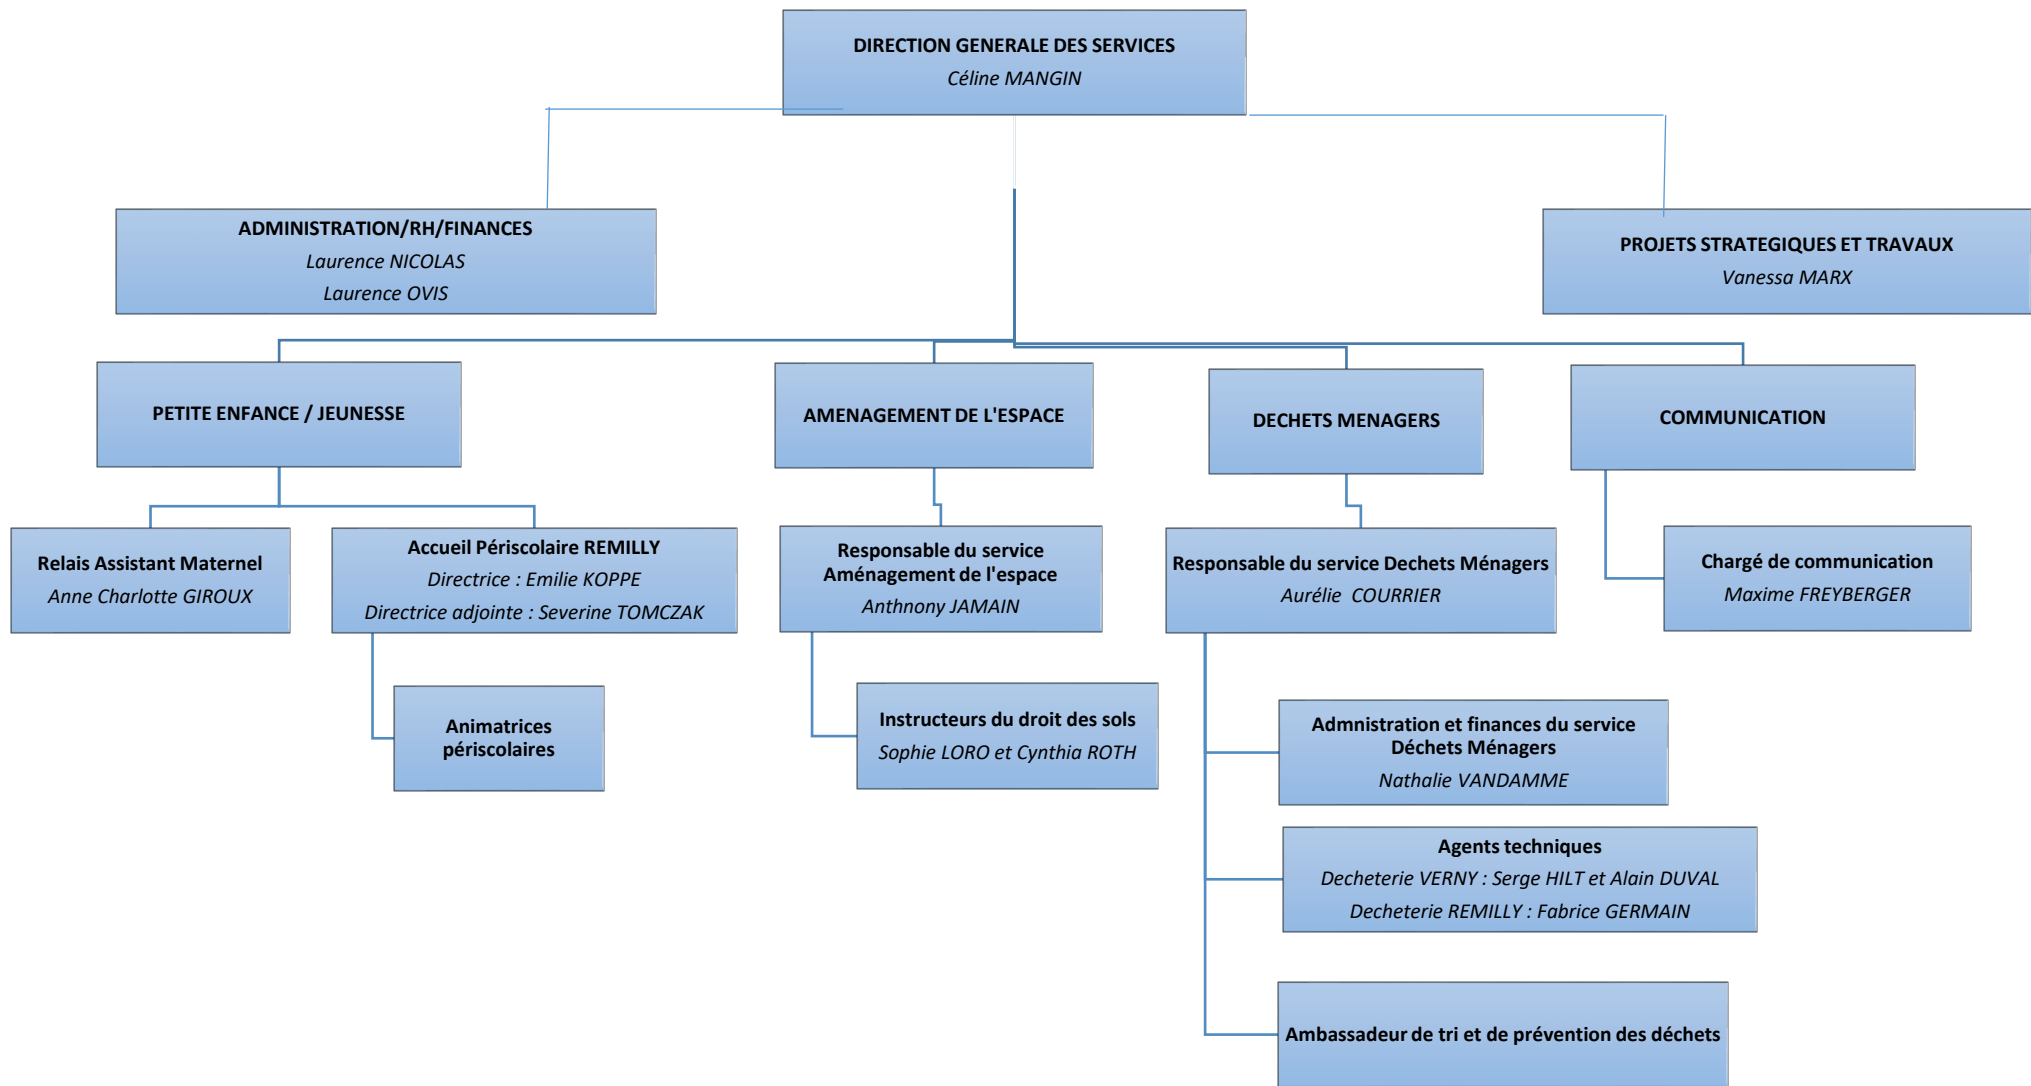 DIRECTION GENERALE DES SERVICES
Céline MANGIN
ADMINISTRATION/RH/FINANCES
Laurence NICOLAS
Laurence OVIS
PROJETS STRATEGIQUES ET TRAVAUX
Vanessa MARX
PETITE ENFANCE / JEUNESSE
AMENAGEMENT DE L'ESPACE
DECHETS MENAGERS
COMMUNICATION
Relais Assistant Maternel
Anne Charlotte GIROUX
Accueil Périscolaire REMILLY
Directrice : Emilie KOPPE
Directrice adjointe : Severine TOMCZAK
Responsable du service
Aménagement de l'espace
Anthnony JAMAIN
Responsable du service Dechets Ménagers
Aurélie  COURRIER
Chargé de communication
Maxime FREYBERGER
Animatrices
périscolaires
Instructeurs du droit des sols
Sophie LORO et Cynthia ROTH
Admnistration et finances du service
Déchets Ménagers
Nathalie VANDAMME
Agents techniques
Decheterie VERNY : Serge HILT et Alain DUVAL
Decheterie REMILLY : Fabrice GERMAIN
Ambassadeur de tri et de prévention des déchets